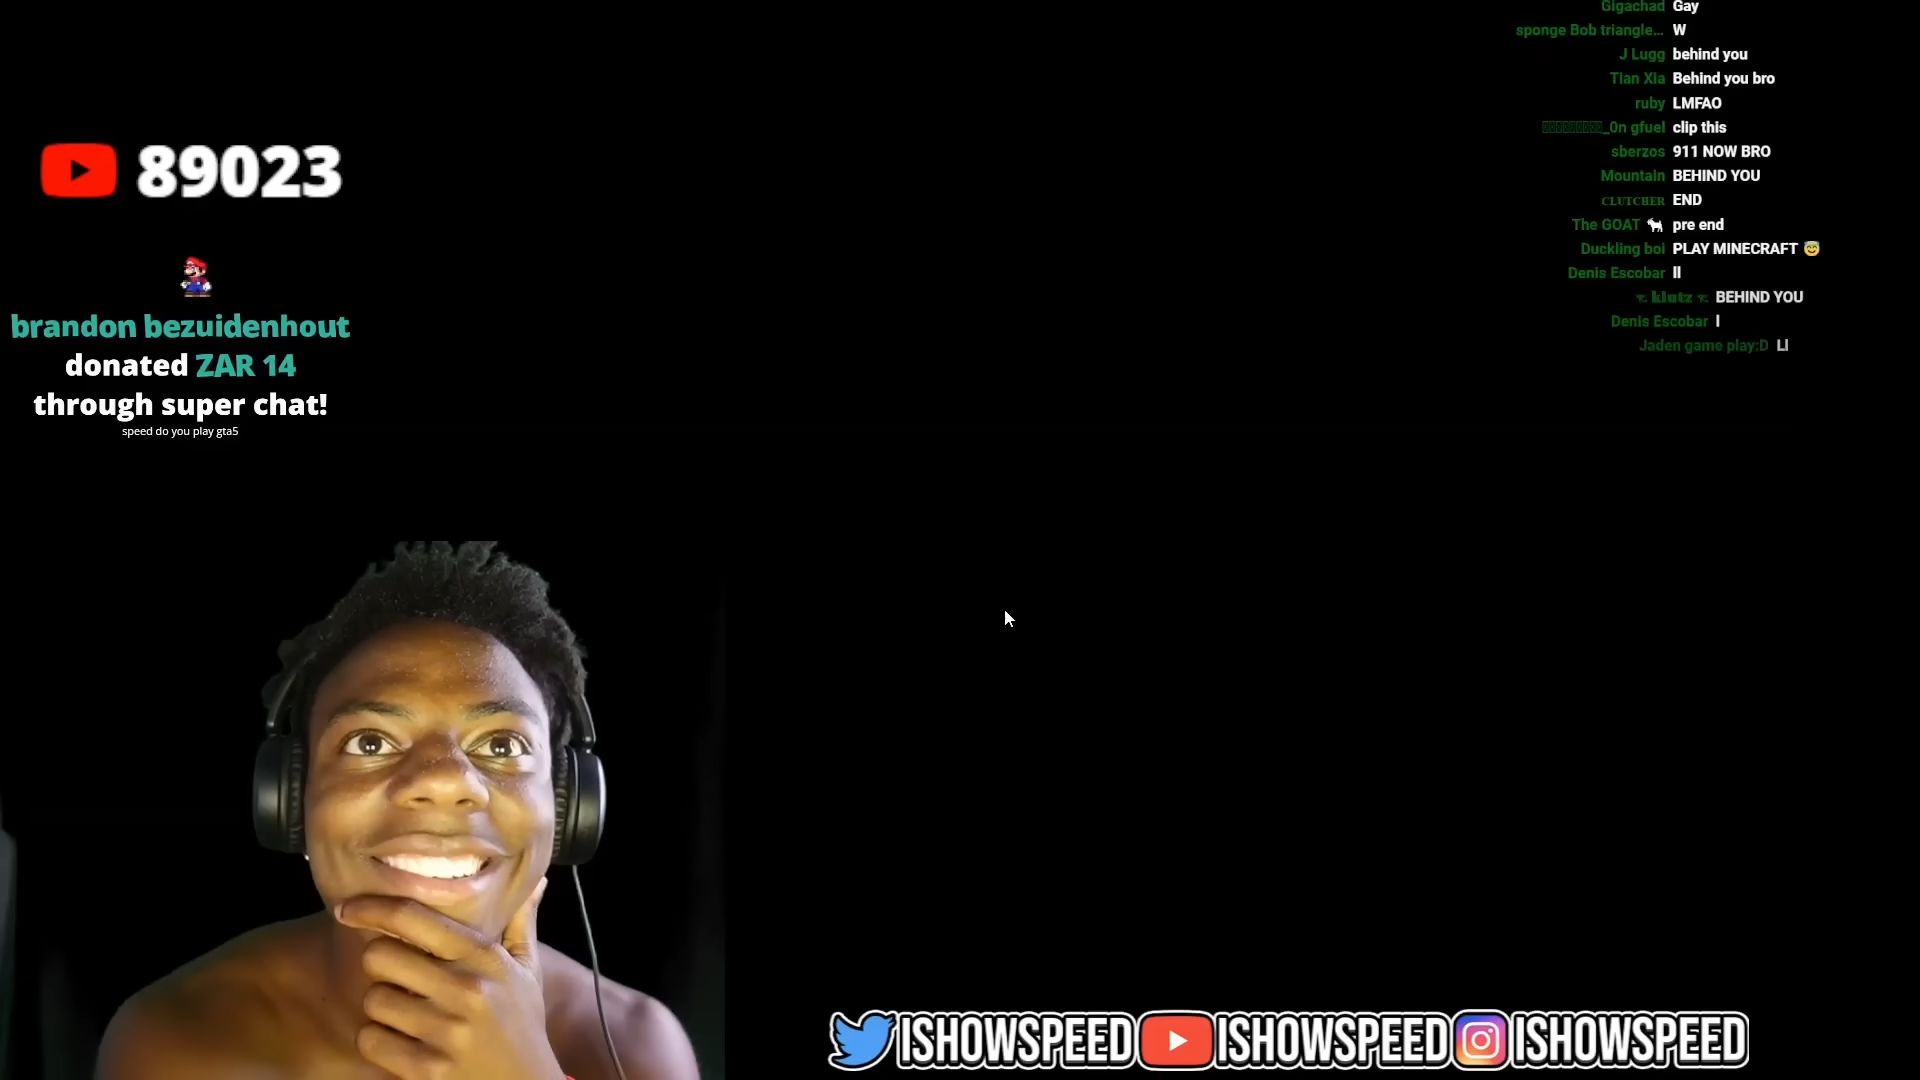 89023
brandon bezuidenhout
donated ZAR 14
through super chat!
speed do you play gta5
Gigachad Gay
sponge Bob triangle... W
J Lugg behind you
Tian Xia Behind you bro
ruby LMFAO
_0n gfuel clip this
sberzos 911 NOW BRO
Mountain BEHIND YOU
ᴄʟᴜᴛᴄʜᴇʀ END
The GOAT 🐐 pre end
Duckling boi PLAY MINECRAFT 😇
Denis Escobar ll
klutz BEHIND YOU
Denis Escobar l
Jaden game play:D Ll
ISHOWSPEED ISHOWSPEED ISHOWSPEED